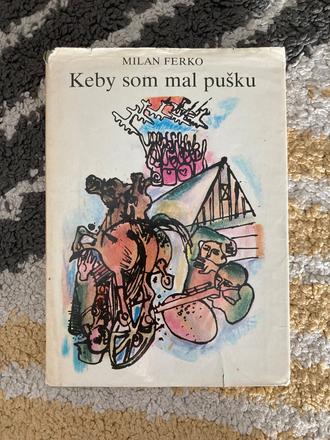 MILAN FERKO
Keby som mal pušku